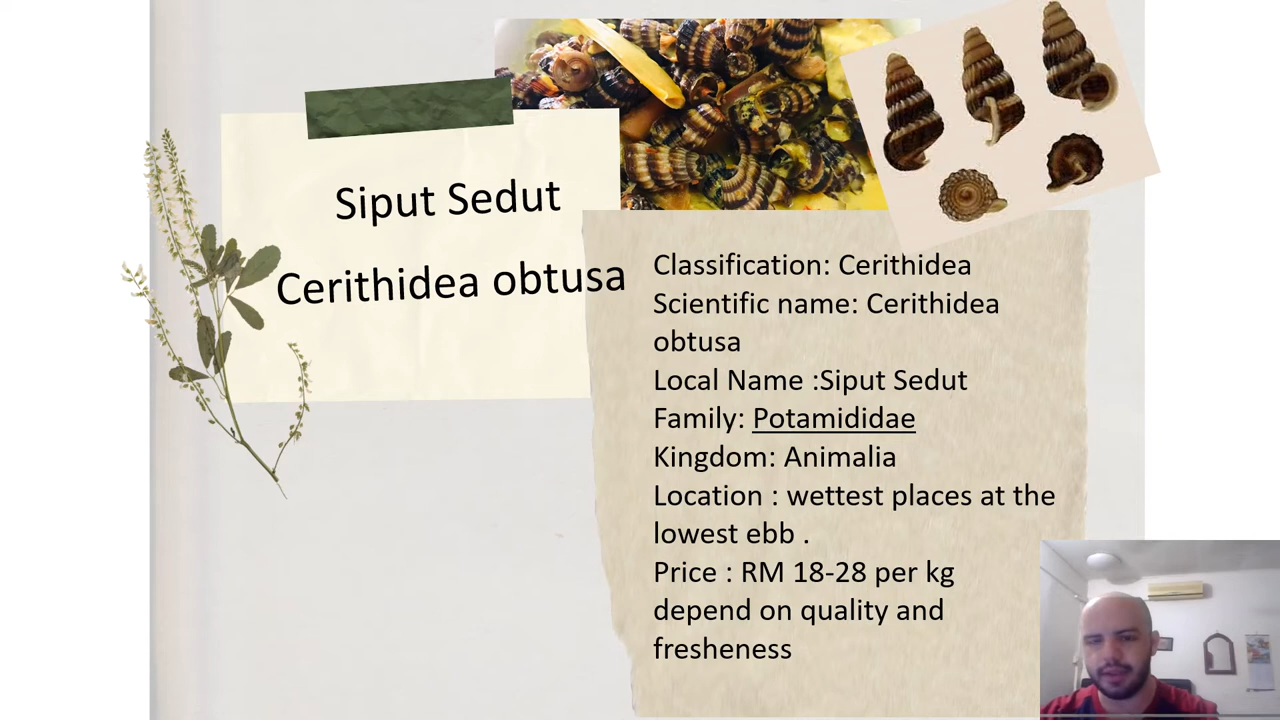 Siput Sedut
Cerithidea obtusa
Classification: Cerithidea
Scientific name: Cerithidea
obtusa
Local Name :Siput Sedut
Family: Potamididae
Kingdom: Animalia
Location : wettest places at the
lowest ebb .
Price : RM 18-28 per kg
depend on quality and
fresheness